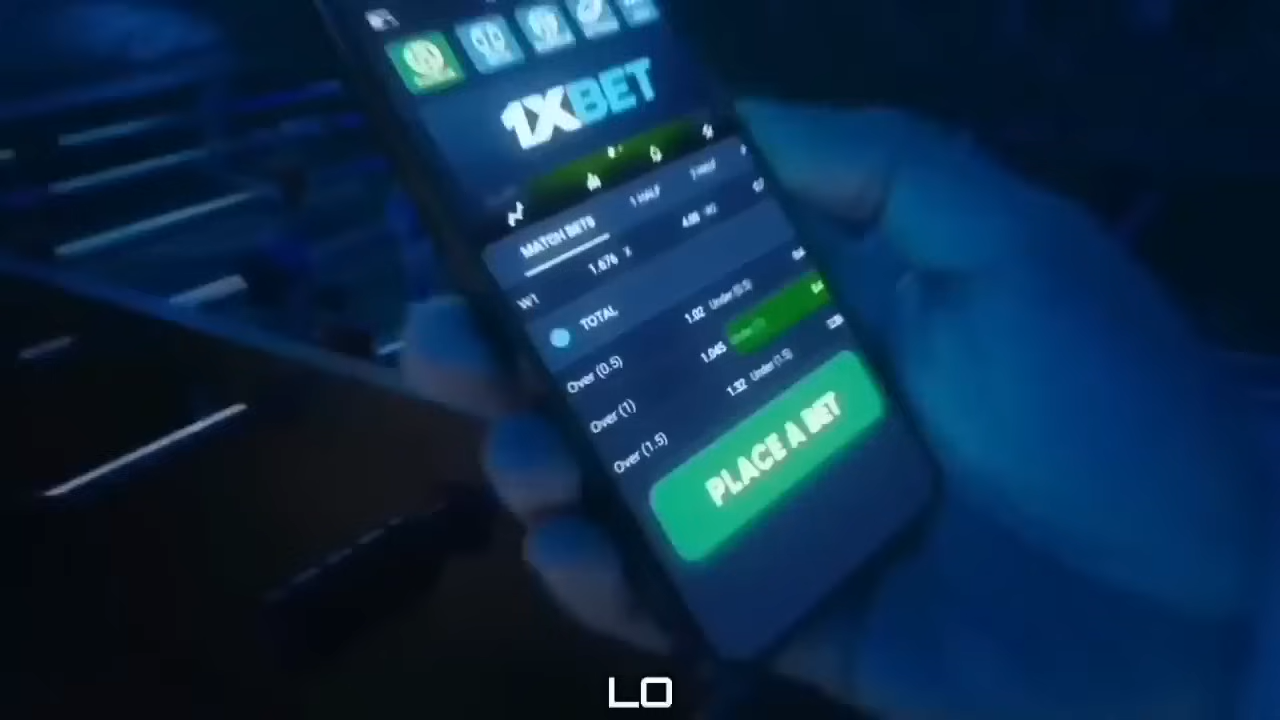 1XBET
MATCH BETS 1 HALF 2 HALF
W1 1.676 X 4.88 W2
TOTAL
Over (0.5) 1.02 Under (0.5)
Over (1) 1.045
Over (1.5) 1.32 Under (1.5)
PLACE A BET
LO